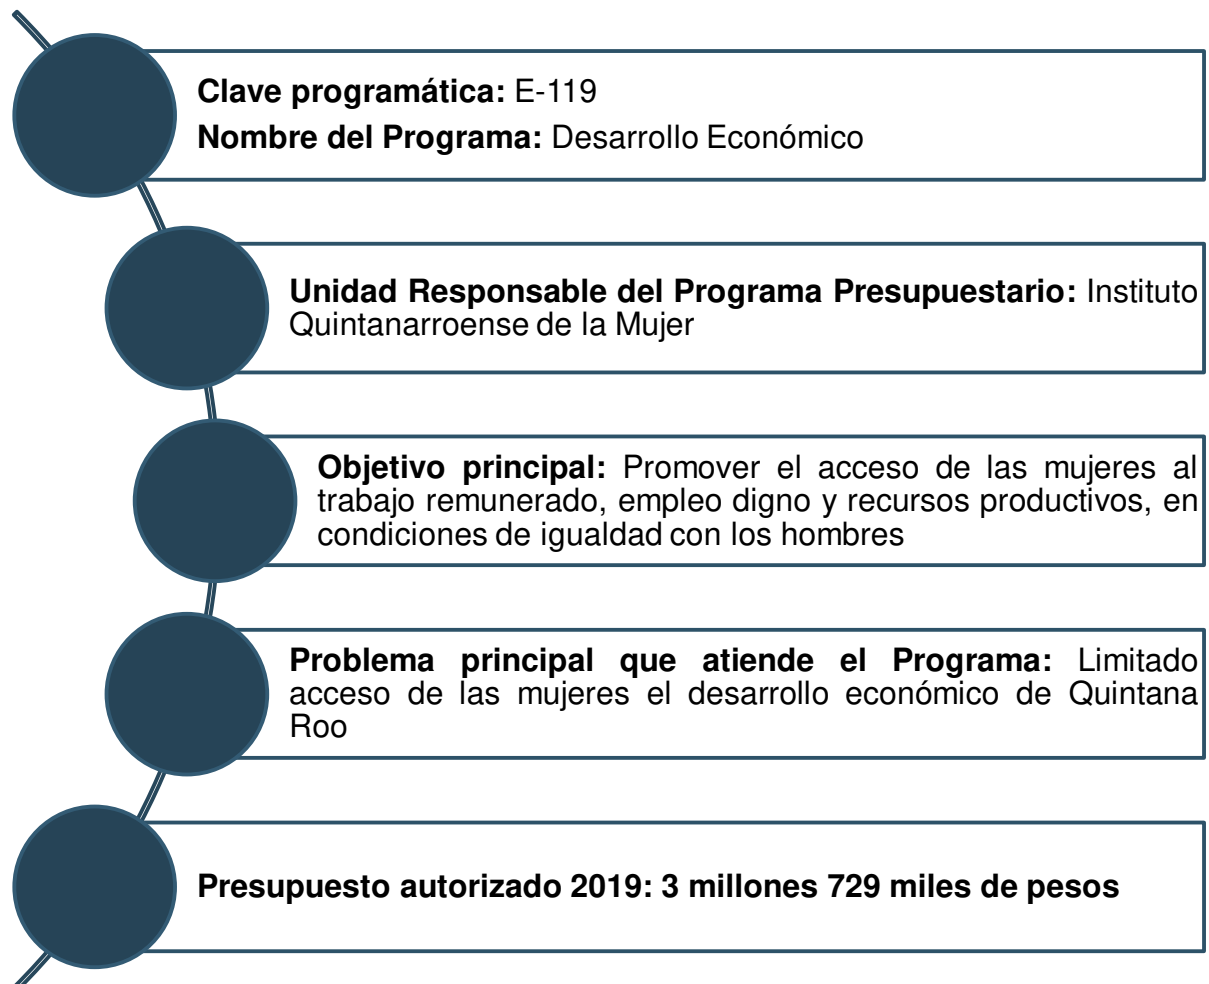 Clave programática: E-119
Nombre del Programa: Desarrollo Económico
Unidad Responsable del Programa Presupuestario: Instituto
Quintanarroense de la Mujer
Objetivo principal: Promover el acceso de las mujeres al
trabajo remunerado, empleo digno y recursos productivos, en
condiciones de igualdad con los hombres
Problema principal que atiende el Programa: Limitado
acceso de las mujeres el desarrollo económico de Quintana
Roo
Presupuesto autorizado 2019: 3 millones 729 miles de pesos